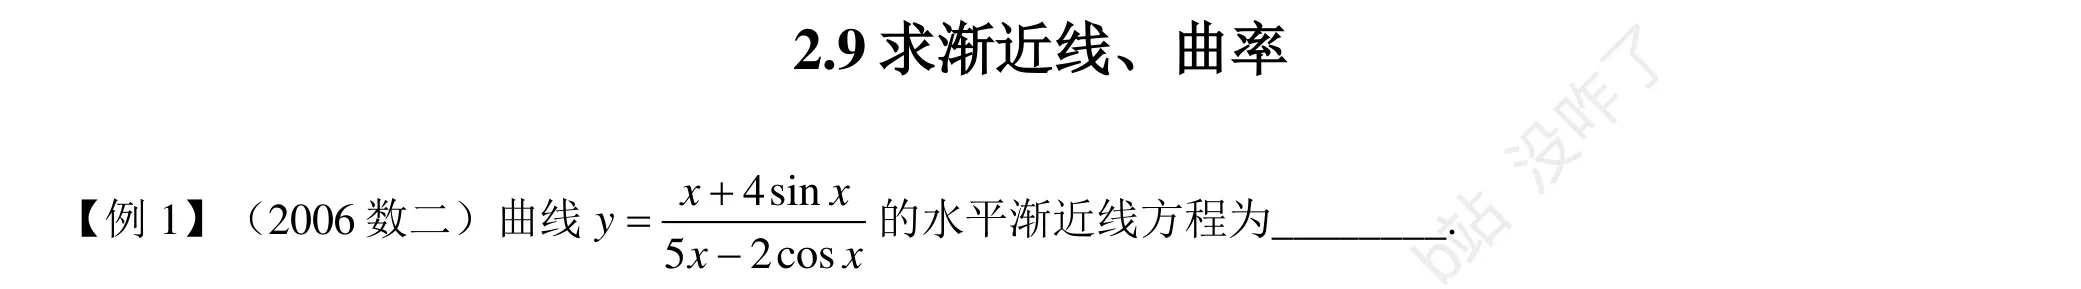 2.9 求渐近线、曲率
【例 1】（2006 数二）曲线 y = \frac{x + 4\sin x}{5x - 2\cos x} 的水平渐近线方程为________.
b站 没咋了